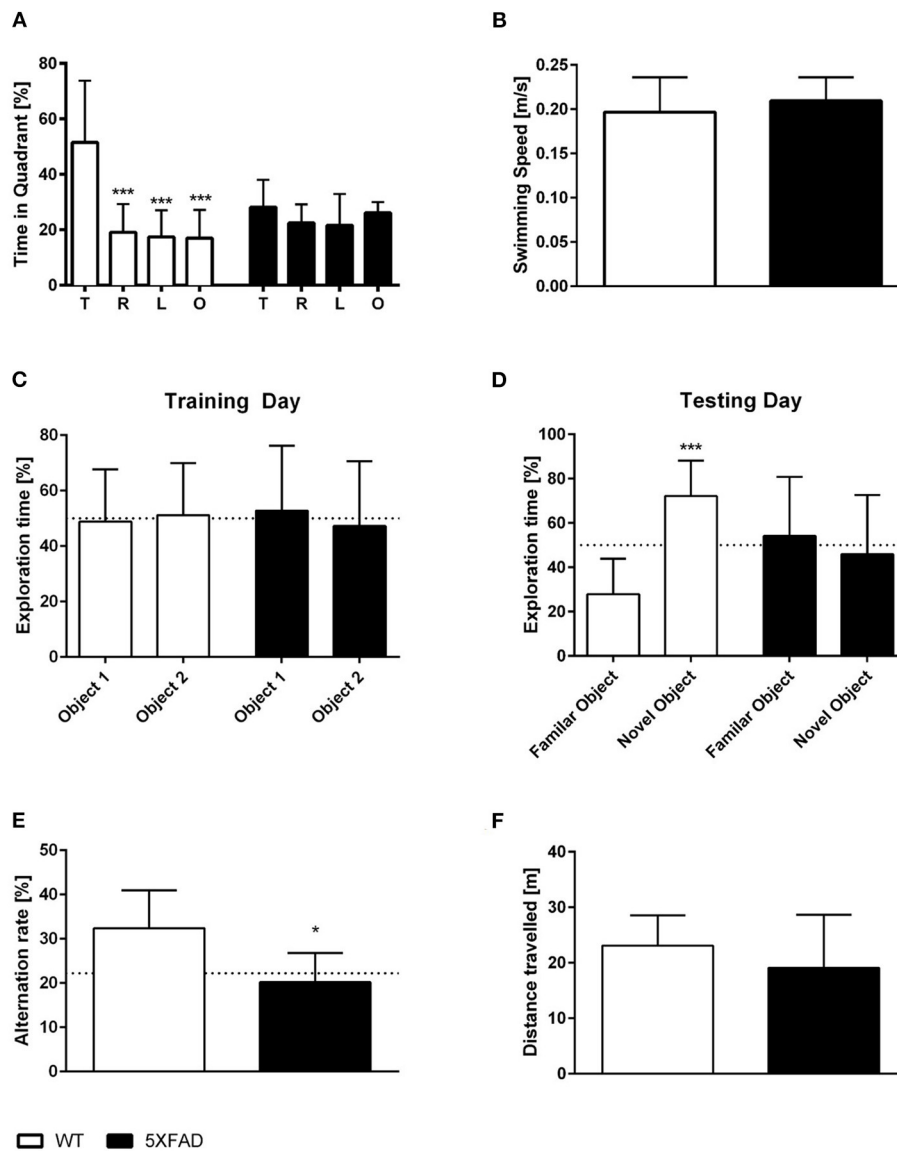 A
Time in Quadrant [%]
80
60
40
20
0
***
***
***
T R L O T R L O
B
Swimming Speed [m/s]
0.25
0.20
0.15
0.10
0.05
0.00
C
Training Day
Exploration time [%]
80
60
40
20
0
Object 1
Object 2
Object 1
Object 2
D
Testing Day
Exploration time [%]
100
80
60
40
20
0
***
Familar Object
Novel Object
Familar Object
Novel Object
E
Alternation rate [%]
50
40
30
20
10
0
*
F
Distance travelled [m]
40
30
20
10
0
WT 5XFAD